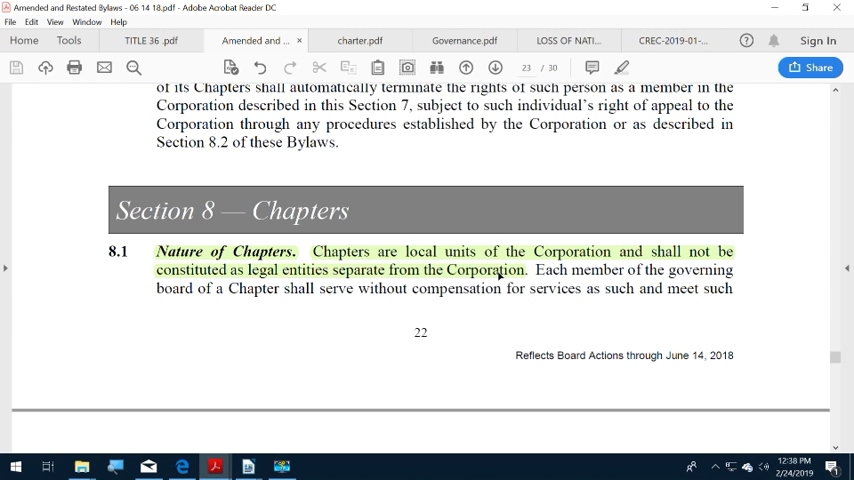 Amended and Restated Bylaws - 06 14 18.pdf - Adobe Acrobat Reader DC
File Edit View Window Help
Home Tools TITLE 36 .pdf Amended and ... × charter.pdf Governance.pdf LOSS OF NATI... CREC-2019-01-... Sign In
23 / 30 Share
of its Chapters shall automatically terminate the rights of such person as a member in the
Corporation described in this Section 7, subject to such individual's right of appeal to the
Corporation through any procedures established by the Corporation or as described in
Section 8.2 of these Bylaws.
Section 8 — Chapters
8.1 Nature of Chapters. Chapters are local units of the Corporation and shall not be
constituted as legal entities separate from the Corporation. Each member of the governing
board of a Chapter shall serve without compensation for services as such and meet such
22
Reflects Board Actions through June 14, 2018
12:38 PM
2/24/2019